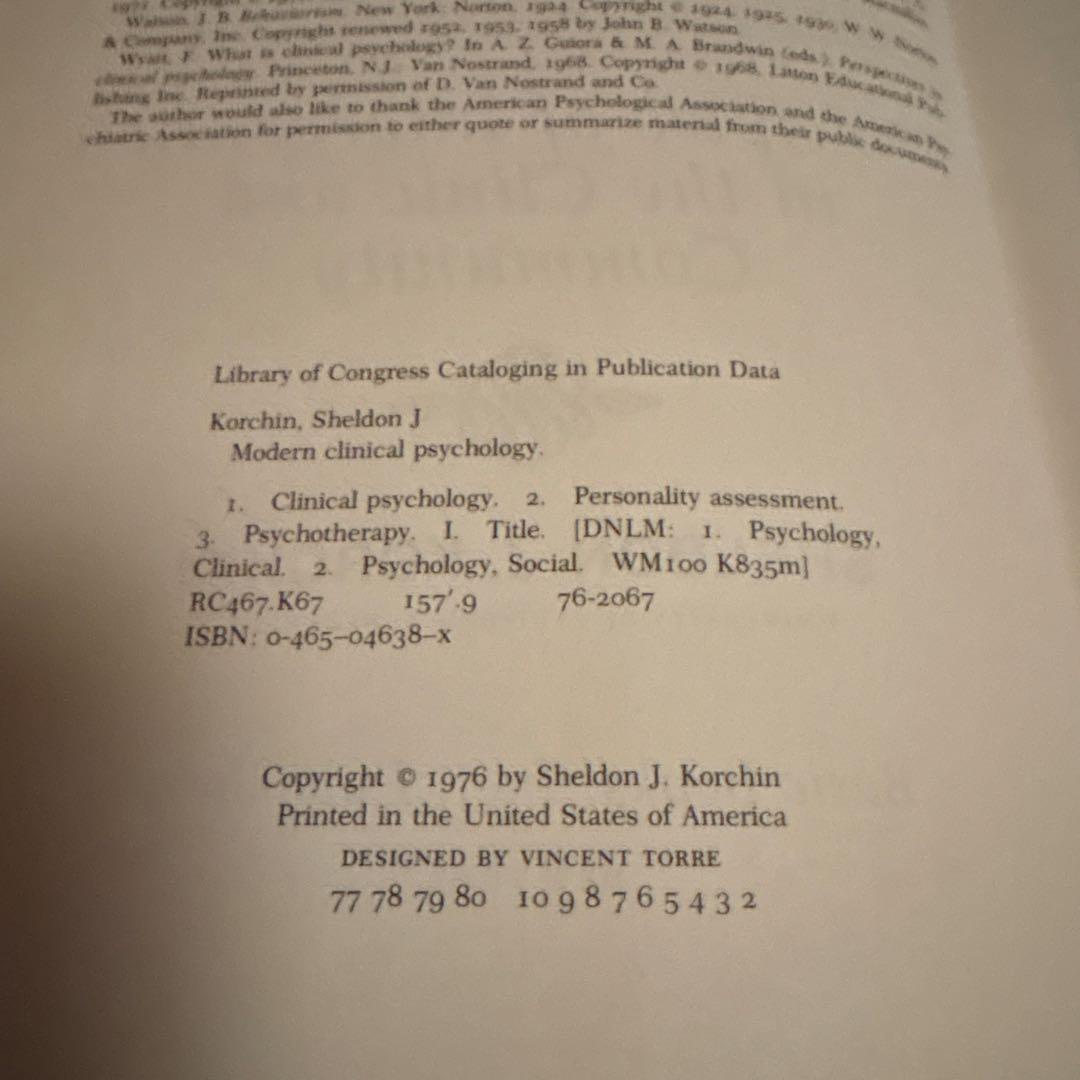 Watson, J. B. Behaviorism. New York: Norton, 1924. Copyright © 1924, 1925, 1930, W. W. Norton
& Company, Inc. Copyright renewed 1952, 1953, 1958 by John B. Watson.
Wyatt, F. What is clinical psychology? In A. Z. Guiora & M. A. Brandwin (eds.), Perspectives in
clinical psychology. Princeton, N.J.: Van Nostrand, 1968. Copyright © 1968, Litton Educational Pub-
lishing Inc. Reprinted by permission of D. Van Nostrand and Co.
The author would also like to thank the American Psychological Association and the American Psy-
chiatric Association for permission to either quote or summarize material from their public documents.
Library of Congress Cataloging in Publication Data
Korchin, Sheldon J
Modern clinical psychology.
1. Clinical psychology. 2. Personality assessment.
3. Psychotherapy. I. Title. [DNLM: 1. Psychology,
Clinical. 2. Psychology, Social. WM100 K835m]
RC467.K67 157'.9 76-2067
ISBN: 0-465-04638-x
Copyright © 1976 by Sheldon J. Korchin
Printed in the United States of America
DESIGNED BY VINCENT TORRE
77 78 79 80 10 9 8 7 6 5 4 3 2